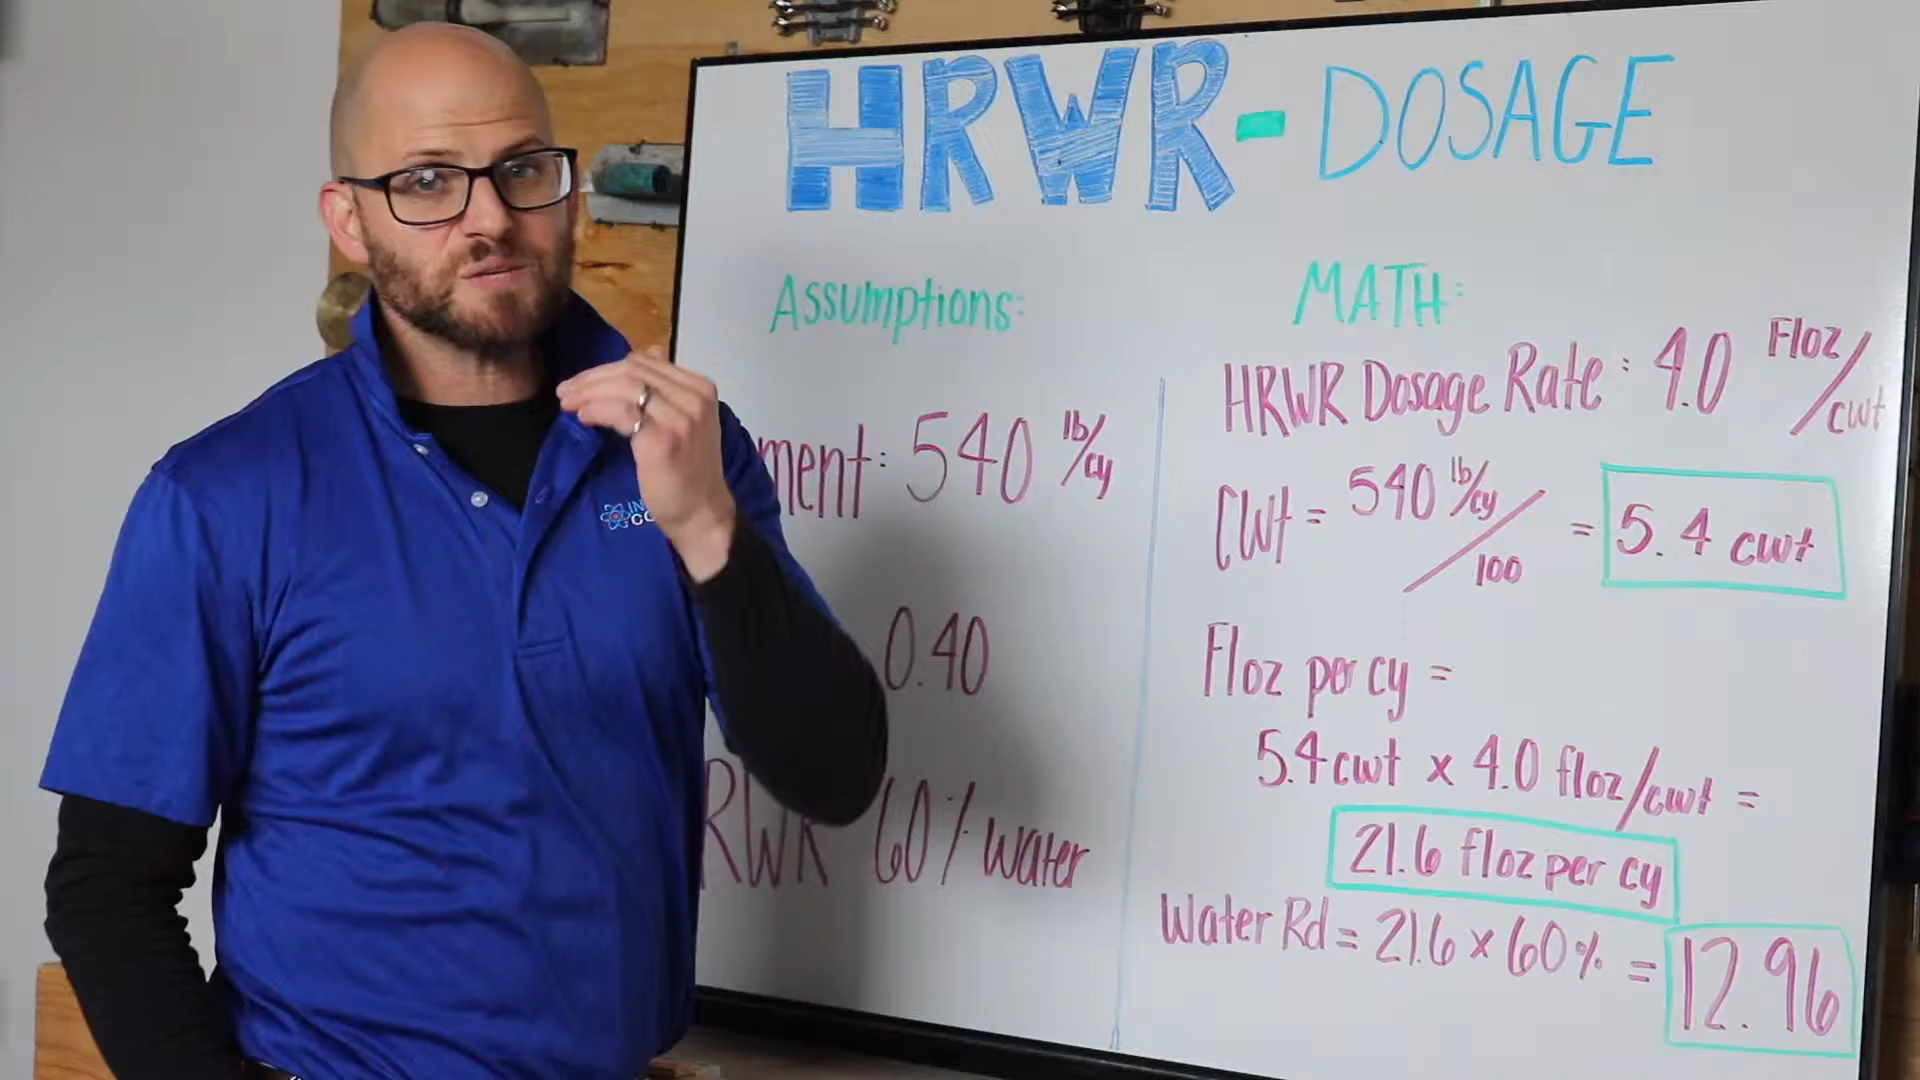 HRWR - DOSAGE
Assumptions:
ment: 540 lb/cy
0.40
RWR 60% water
MATH:
HRWR Dosage Rate: 4.0 Floz/cwt
CWt = 540 lb/cy / 100 = 5.4 cwt
Floz per cy =
5.4 cwt x 4.0 floz/cwt =
21.6 floz per cy
Water Rd = 21.6 x 60% = 12.96
IN
CO